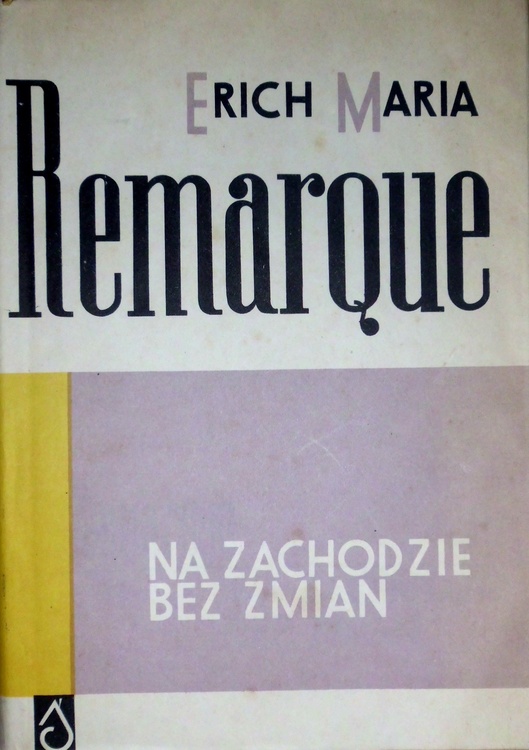 ERICH MARIA
Remarque
NA ZACHODZIE
BEZ ZMIAN